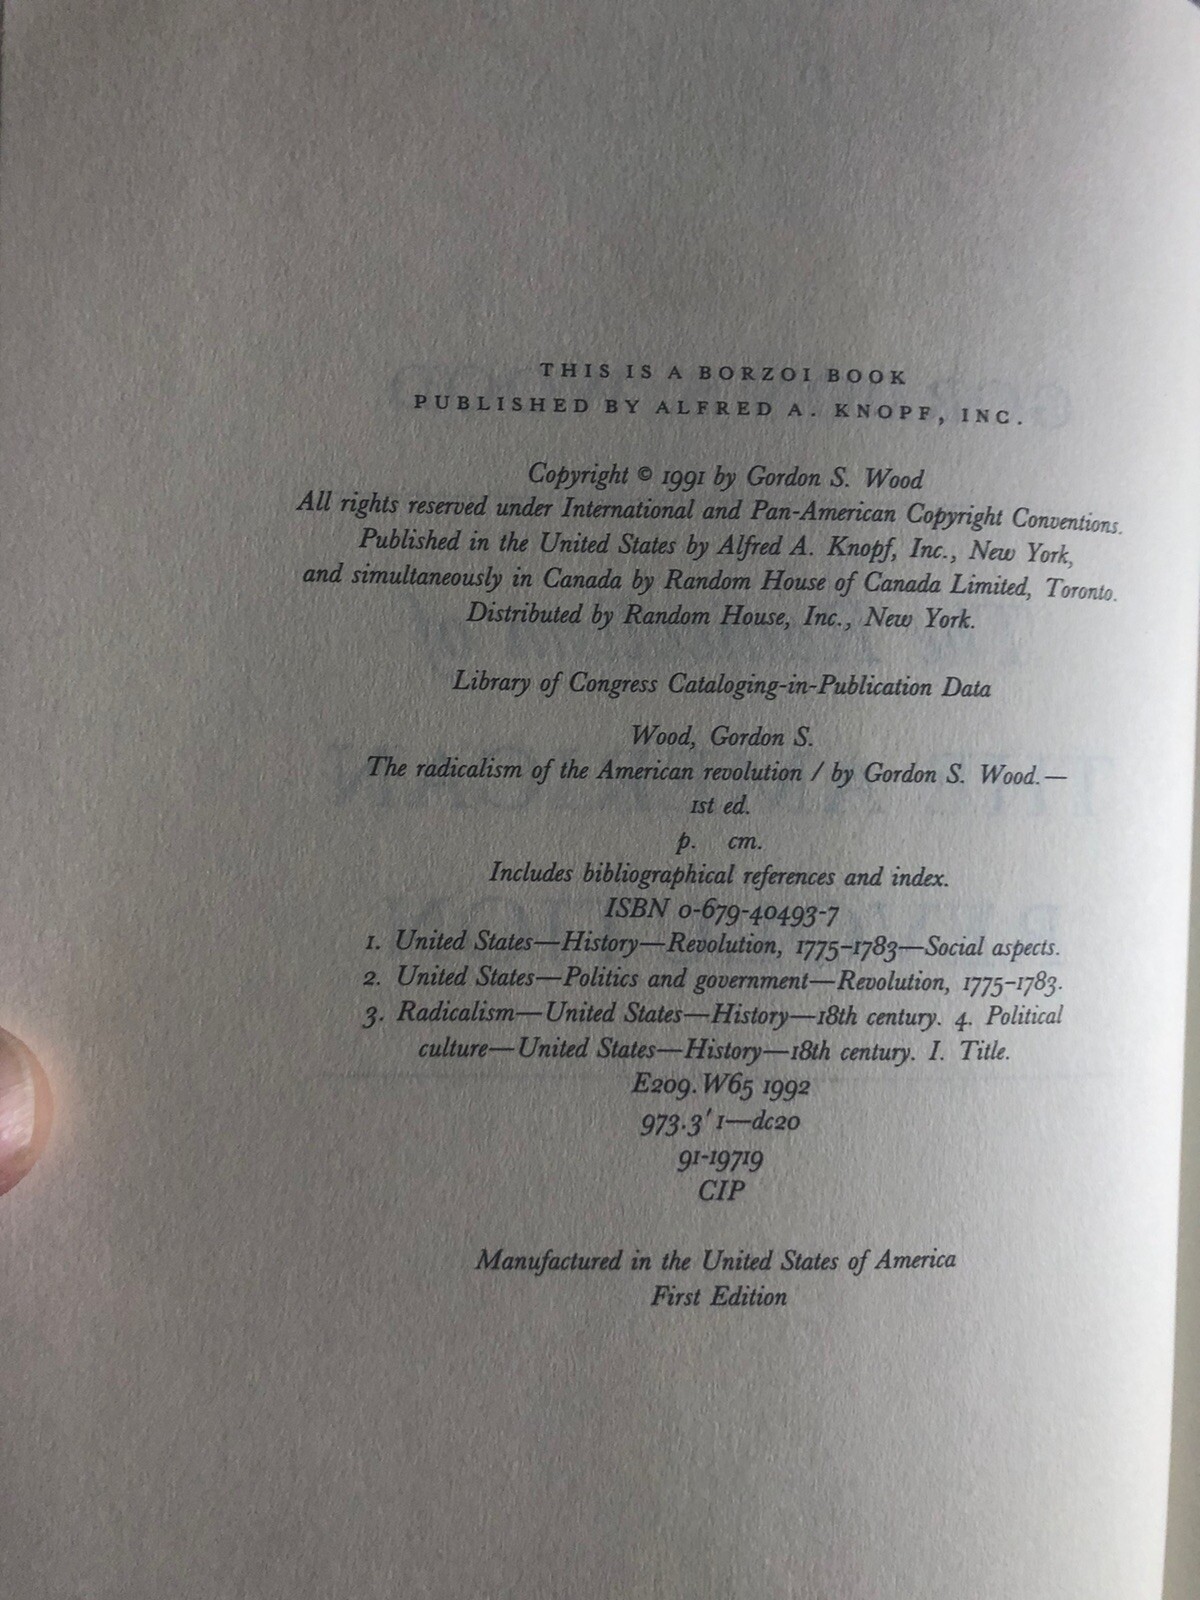 THIS IS A BORZOI BOOK
PUBLISHED BY ALFRED A. KNOPF, INC.
Copyright © 1991 by Gordon S. Wood
All rights reserved under International and Pan-American Copyright Conventions.
Published in the United States by Alfred A. Knopf, Inc., New York,
and simultaneously in Canada by Random House of Canada Limited, Toronto.
Distributed by Random House, Inc., New York.
Library of Congress Cataloging-in-Publication Data
Wood, Gordon S.
The radicalism of the American revolution / by Gordon S. Wood.—
1st ed.
p. cm.
Includes bibliographical references and index.
ISBN 0-679-40493-7
1. United States—History—Revolution, 1775–1783—Social aspects.
2. United States—Politics and government—Revolution, 1775–1783.
3. Radicalism—United States—History—18th century. 4. Political
culture—United States—History—18th century. I. Title.
E209.W65 1992
973.3'1—dc20
91-19719
CIP
Manufactured in the United States of America
First Edition